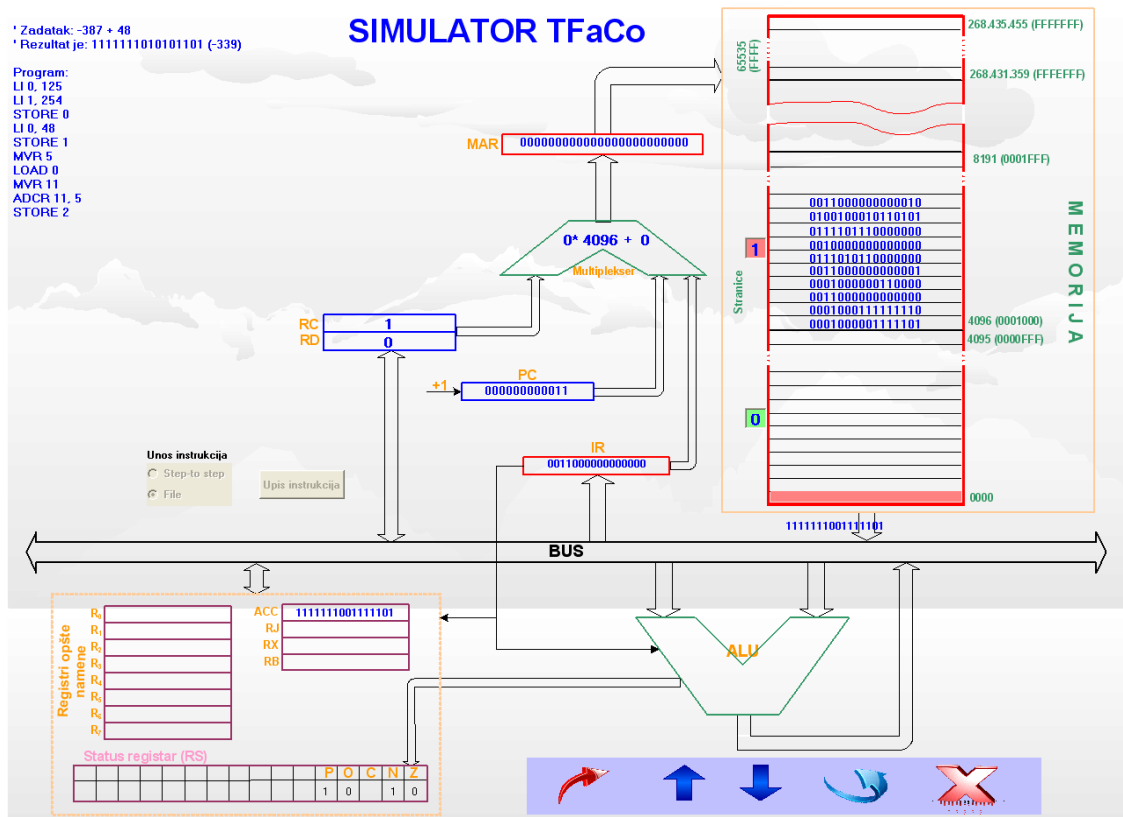 SIMULATOR TFaCo
' Zadatak: -387 + 48
' Rezultat je: 1111111010101101 (-339)
Program:
LI 0, 125
LI 1, 254
STORE 0
LI 0, 48
STORE 1
MVR 5
LOAD 0
MVR 11
ADCR 11, 5
STORE 2
65535
(FFFF)
268.435.455 (FFFFFFF)
268.431.359 (FFFEFFF)
8191 (0001FFF)
MAR
0000000000000000000000000000
0* 4096 + 0
Multiplekser
0011000000000010
0100100010110101
0111101110000000
0010000000000000
0111010110000000
0011000000000001
0001000000110000
0011000000000000
0001000111111110
0001000001111101
1
Stranice
MEMORIJA
4096 (0001000)
4095 (0000FFF)
0
0000
RC
1
RD
0
+1
PC
000000000011
IR
0011000000000000
Unos instrukcija
Step-to step
File
Upis instrukcija
1111111001111101
BUS
Registri opšte
namene
R0
R1
R2
R3
R4
R5
R6
R7
ACC
1111111001111101
RJ
RX
RB
ALU
Status registar (RS)
P O C N Z
1 0 1 0